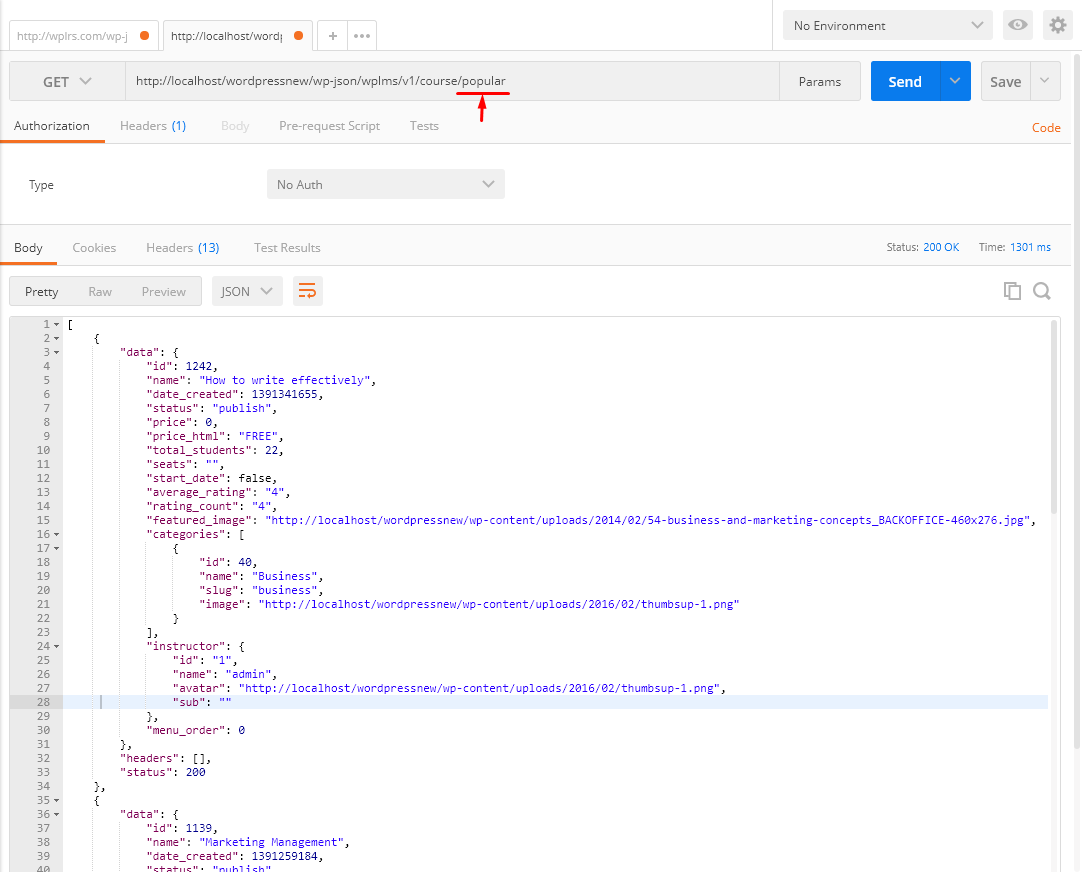 http://wplrs.com/wp-j http://localhost/wordp + ••• No Environment
GET http://localhost/wordpressnew/wp-json/wplms/v1/course/popular Params Send Save
Authorization Headers (1) Body Pre-request Script Tests Code
Type No Auth
Body Cookies Headers (13) Test Results Status: 200 OK Time: 1301 ms
Pretty Raw Preview JSON
1 [
2 {
3 "data": {
4 "id": 1242,
5 "name": "How to write effectively",
6 "date_created": 1391341655,
7 "status": "publish",
8 "price": 0,
9 "price_html": "FREE",
10 "total_students": 22,
11 "seats": "",
12 "start_date": false,
13 "average_rating": "4",
14 "rating_count": "4",
15 "featured_image": "http://localhost/wordpressnew/wp-content/uploads/2014/02/54-business-and-marketing-concepts_BACKOFFICE-460x276.jpg",
16 "categories": [
17 {
18 "id": 40,
19 "name": "Business",
20 "slug": "business",
21 "image": "http://localhost/wordpressnew/wp-content/uploads/2016/02/thumbsup-1.png"
22 }
23 ],
24 "instructor": {
25 "id": "1",
26 "name": "admin",
27 "avatar": "http://localhost/wordpressnew/wp-content/uploads/2016/02/thumbsup-1.png",
28 "sub": ""
29 },
30 "menu_order": 0
31 },
32 "headers": [],
33 "status": 200
34 },
35 {
36 "data": {
37 "id": 1139,
38 "name": "Marketing Management",
39 "date_created": 1391259184,
40 "status": "publish"